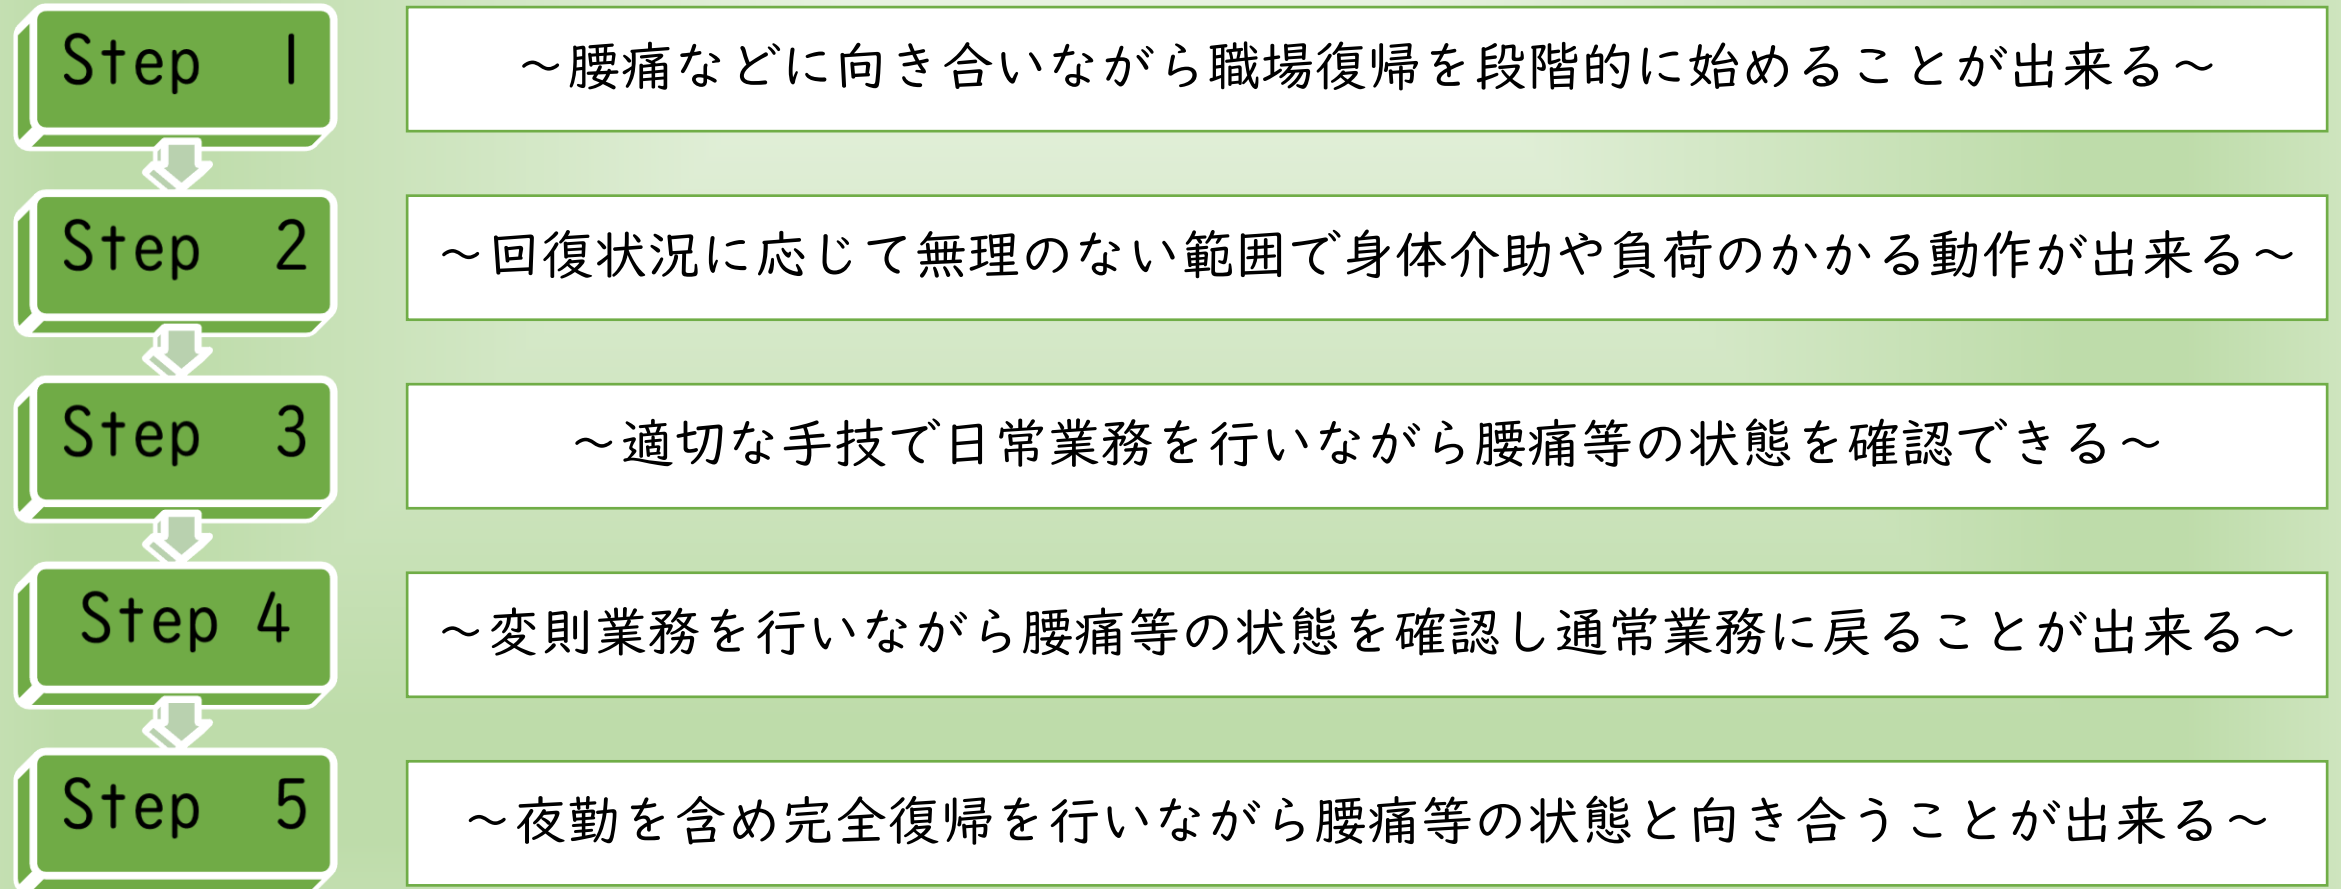 Step 1
～腰痛などに向き合いながら職場復帰を段階的に始めることが出来る～
Step 2
～回復状況に応じて無理のない範囲で身体介助や負荷のかかる動作が出来る～
Step 3
～適切な手技で日常業務を行いながら腰痛等の状態を確認できる～
Step 4
～変則業務を行いながら腰痛等の状態を確認し通常業務に戻ることが出来る～
Step 5
～夜勤を含め完全復帰を行いながら腰痛等の状態と向き合うことが出来る～